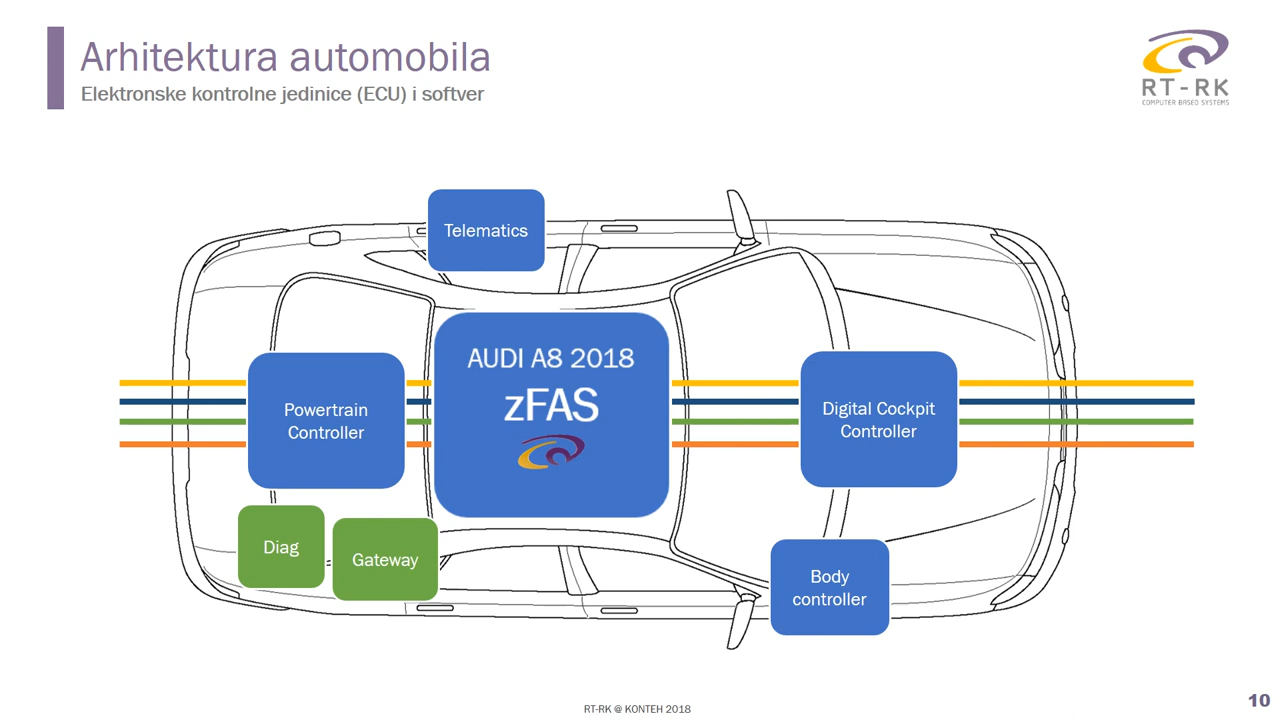 Arhitektura automobila
Elektronske kontrolne jedinice (ECU) i softver
RT-RK
COMPUTER BASED SYSTEMS
Telematics
AUDI A8 2018
zFAS
Powertrain
Controller
Digital Cockpit
Controller
Diag
Gateway
Body
controller
RT-RK @ KONTEH 2018
10